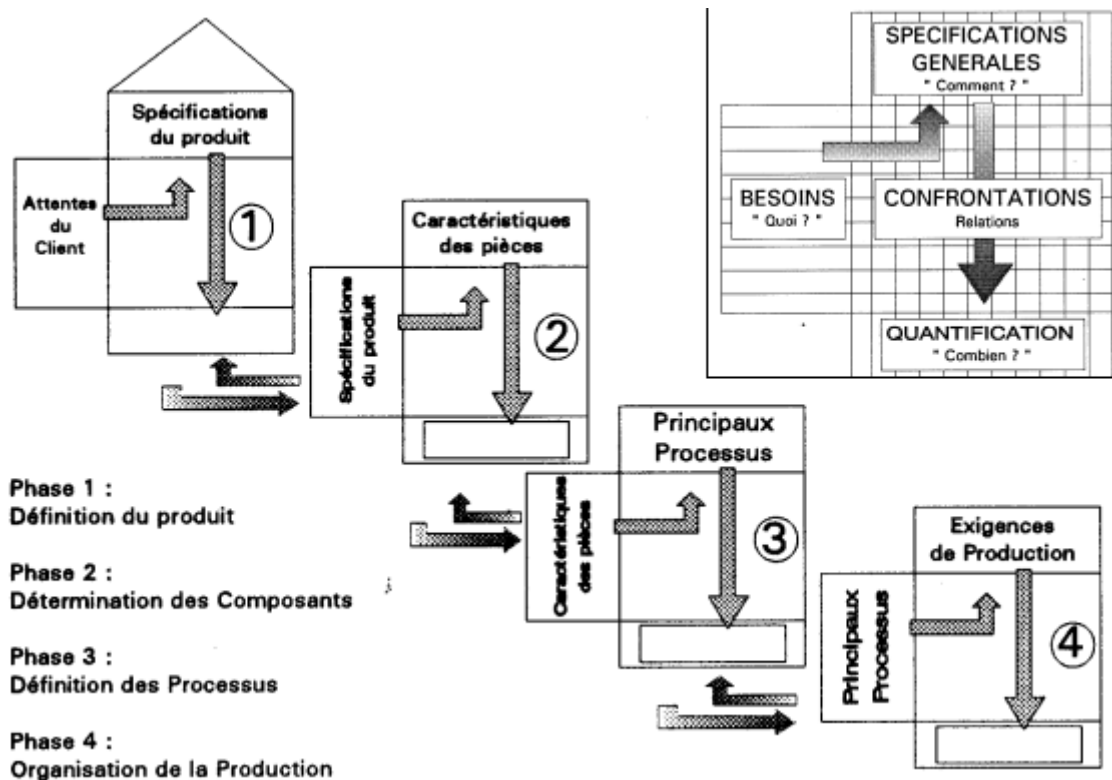 Spécifications
du produit
Attentes
du
Client
1
Caractéristiques
des pièces
Spécifications
du produit
2
Principaux
Processus
Caractéristiques
des pièces
3
Exigences
de Production
Principaux
Processus
4
SPECIFICATIONS
GENERALES
" Comment ? "
BESOINS
" Quoi ? "
CONFRONTATIONS
Relations
QUANTIFICATION
" Combien ? "
Phase 1 :
Définition du produit
Phase 2 :
Détermination des Composants
Phase 3 :
Définition des Processus
Phase 4 :
Organisation de la Production